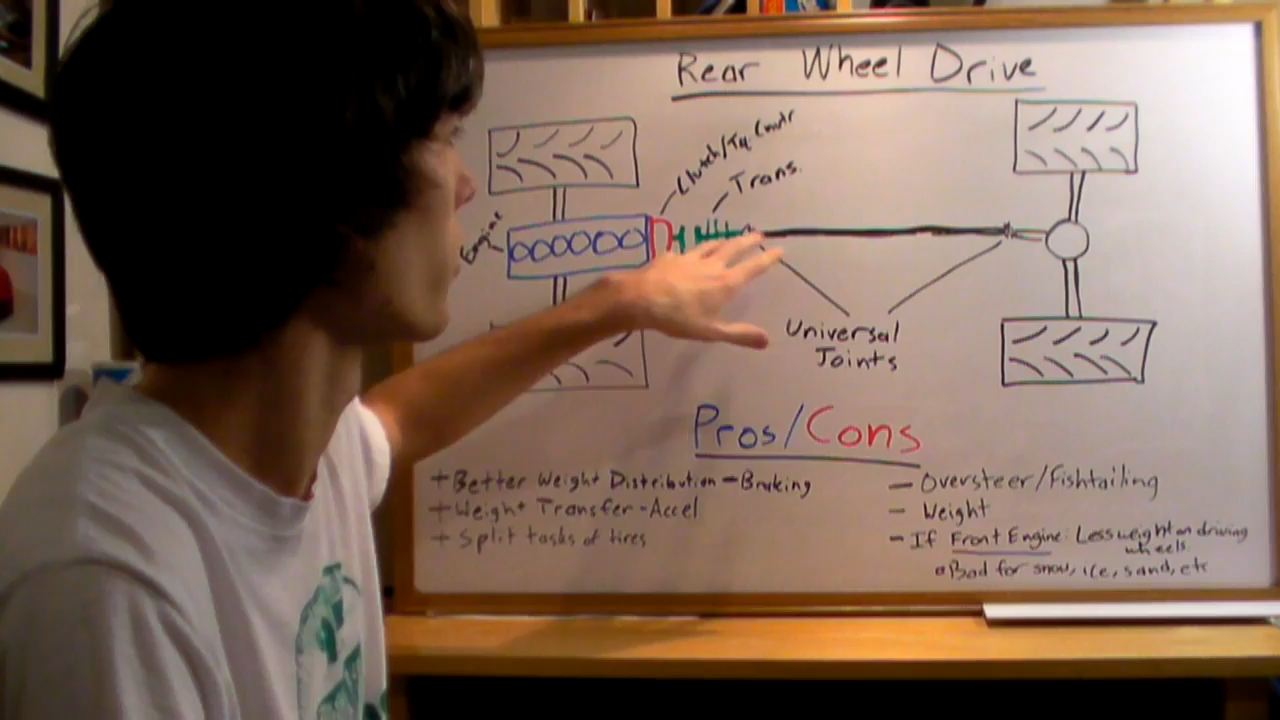 Rear Wheel Drive
Clutch/Tq Cnvtr
Trans.
Engine
Universal
Joints
Pros/Cons
+ Better Weight Distribution - Braking
+ Weight Transfer - Accel
+ Split tasks of tires
- Oversteer/Fishtailing
- Weight
- If Front Engine: Less weight on driving
wheels.
Bad for snow, ice, sand, etc